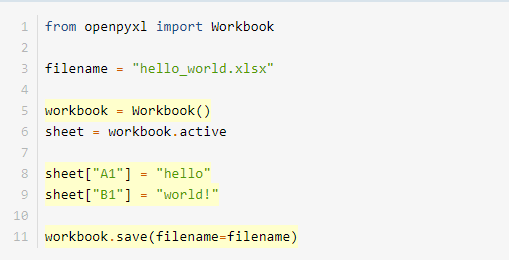 1 from openpyxl import Workbook
2
3 filename = "hello_world.xlsx"
4
5 workbook = Workbook()
6 sheet = workbook.active
7
8 sheet["A1"] = "hello"
9 sheet["B1"] = "world!"
10
11 workbook.save(filename=filename)